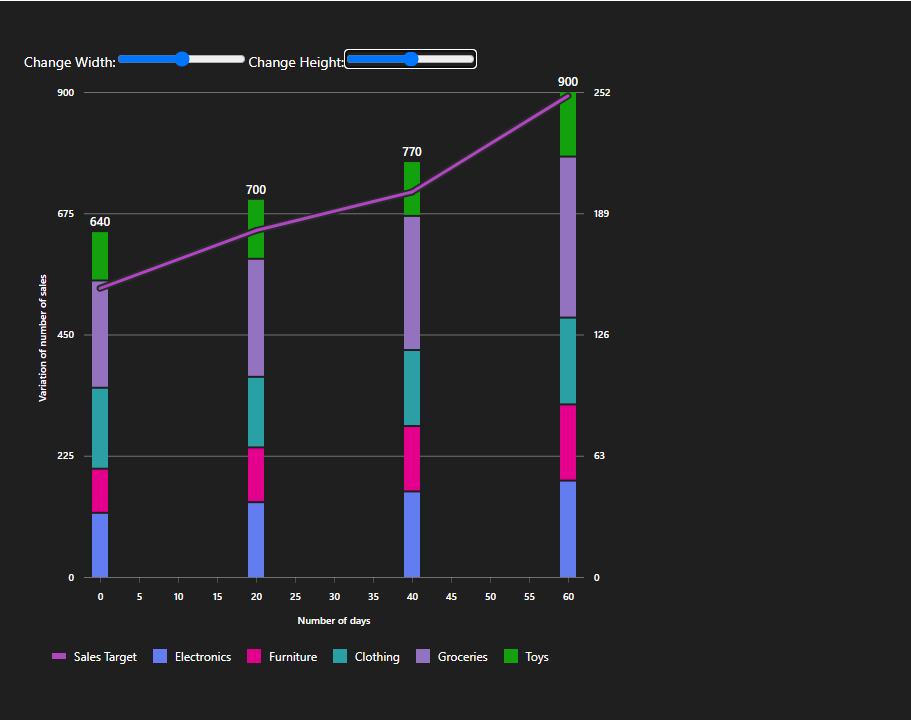 Change Width: Change Height:
900
900 252
770
700
640
675 189
Variation of number of sales
450 126
225 63
0 0
0 5 10 15 20 25 30 35 40 45 50 55 60
Number of days
Sales Target Electronics Furniture Clothing Groceries Toys